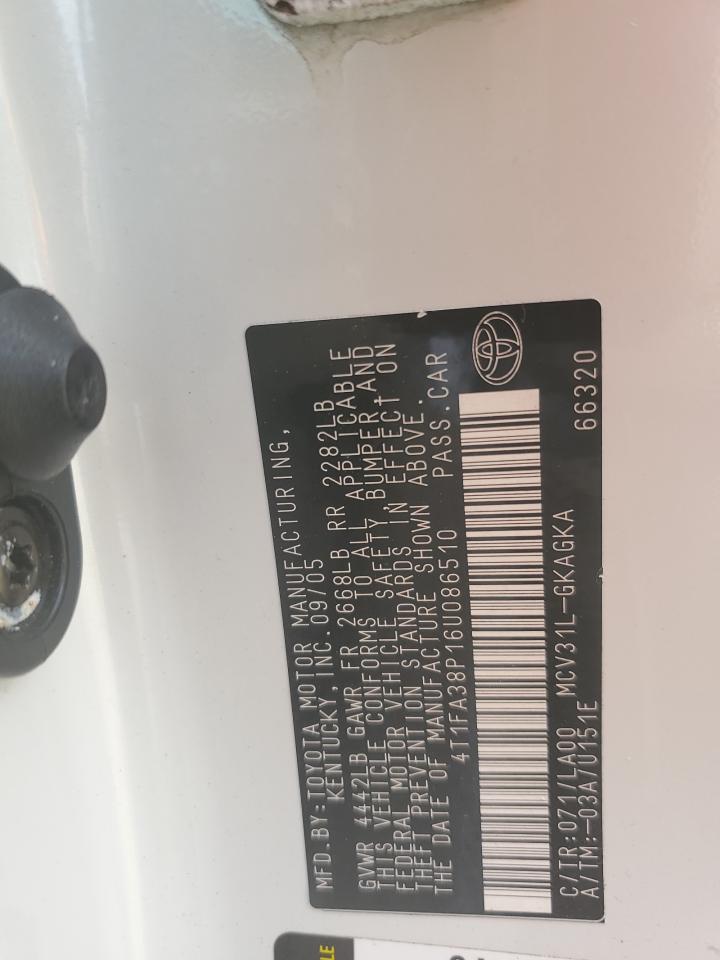 MFD.BY:TOYOTA MOTOR MANUFACTURING,
KENTUCKY, INC.09/05
GVWR 4442LB GAWR FR 2668LB RR 2282LB
THIS VEHICLE CONFORMS TO ALL APPLICABLE
FEDERAL MOTOR VEHICLE SAFETY, BUMPER, AND
THEFT PREVENTION STANDARDS IN EFFECT ON
THE DATE OF MANUFACTURE SHOWN ABOVE.
4T1FA38P16U086510 PASS.CAR
C/TR:071/LA00 MCV31L-GKAGKA
A/TM:-03A/U151E 66320